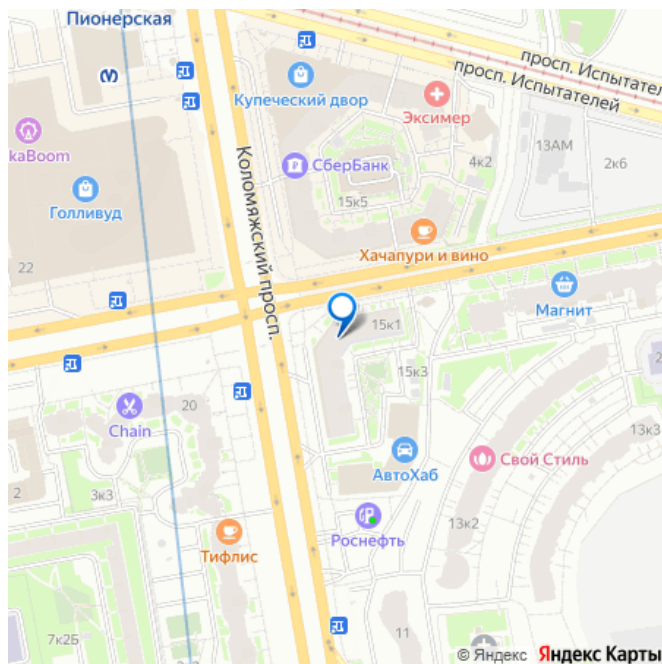 Пионерская
просп. Испытател
просп. Испытателей
Купеческий двор
Эксимер
kaBoom
13АМ
2к6
4к2
СберБанк
Голливуд
15к5
Коломяжский просп.
Хачапури и вино
22
Магнит
15к1
15к3
2
20
Chain
13к3
Свой Стиль
АвтоХаб
2
3к3
13к2
Роснефть
Тифлис
7к2Б
11
© Яндекс Яндекс Карты